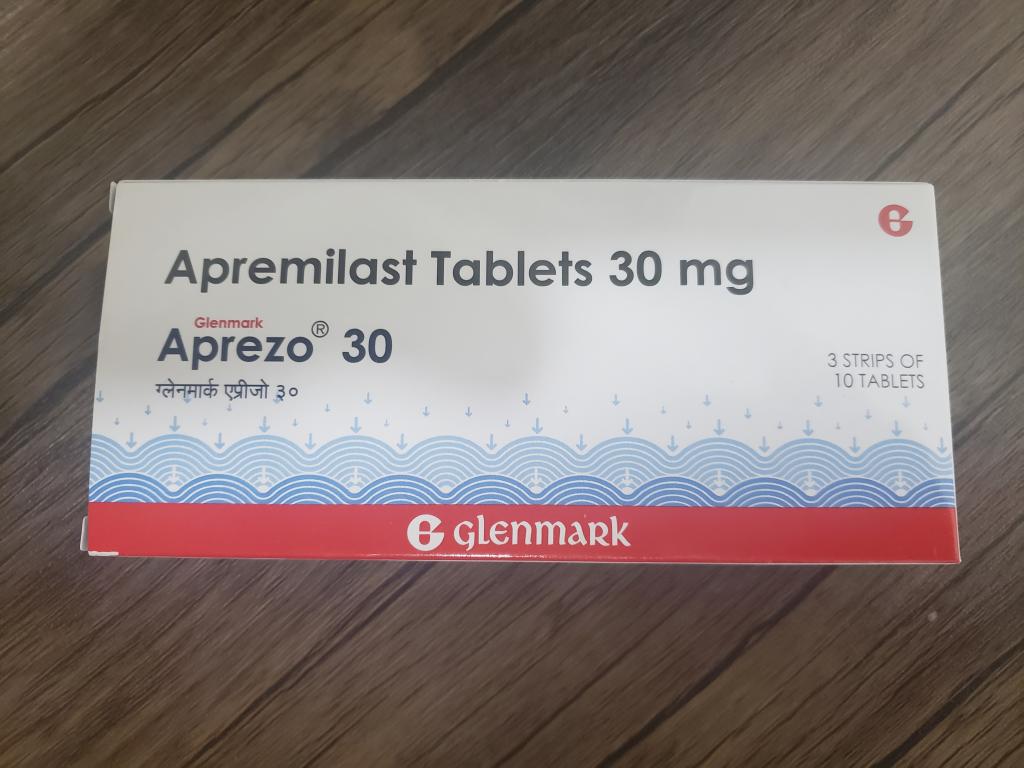 Apremilast Tablets 30 mg
Glenmark
Aprezo® 30
ग्लेनमार्क एप्रीजो ३०
3 STRIPS OF
10 TABLETS
Glenmark